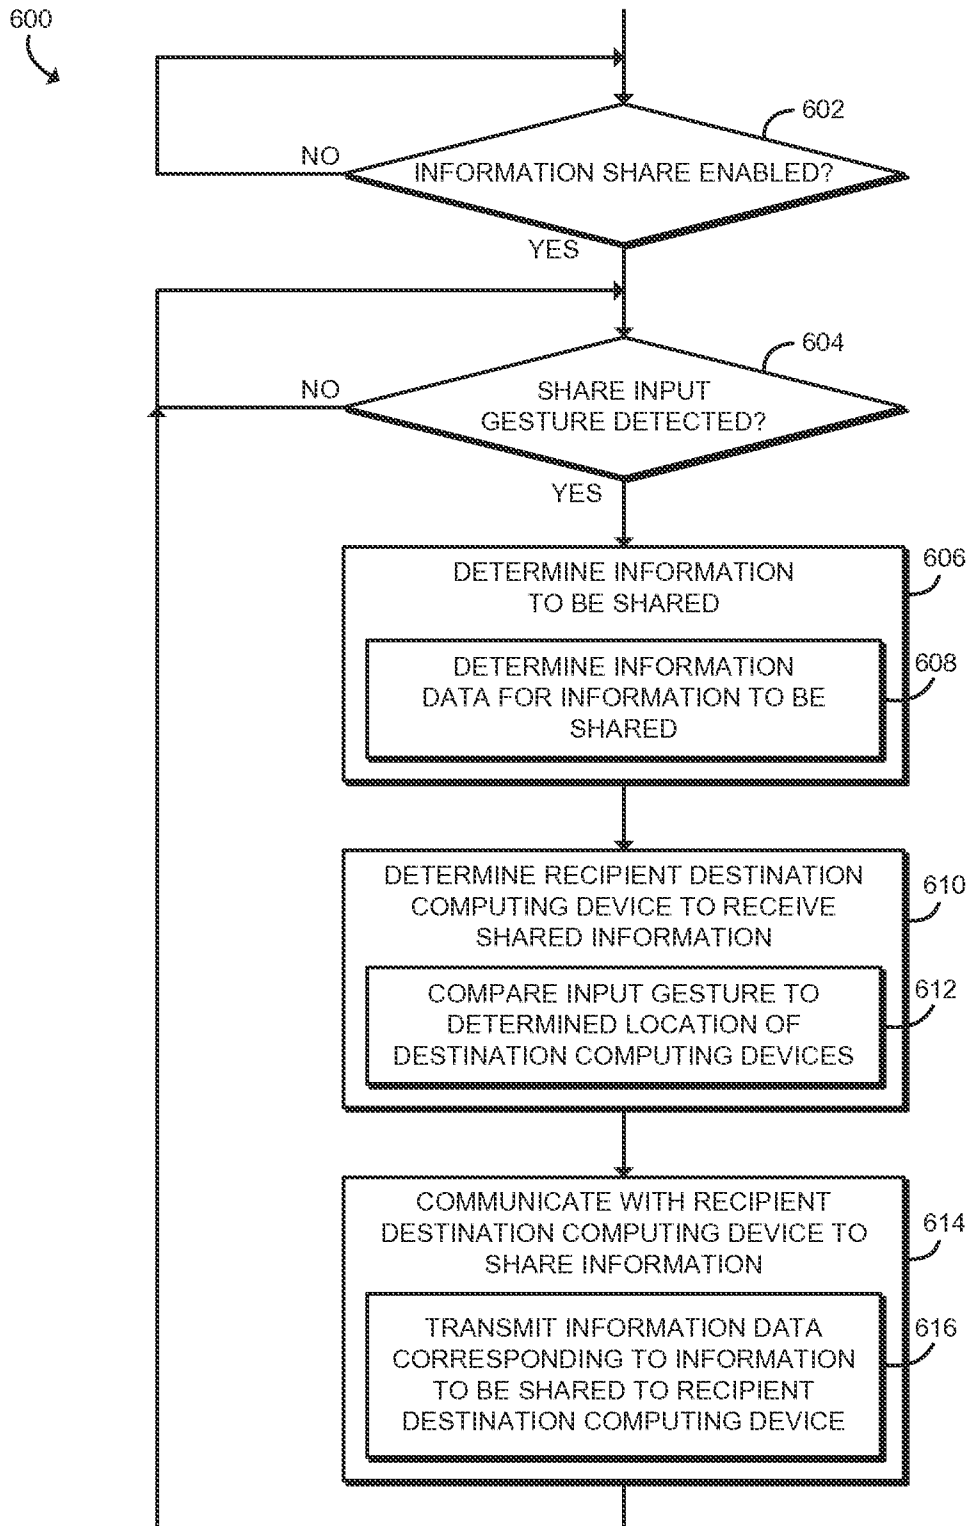 600
602
NO
INFORMATION SHARE ENABLED?
YES
604
NO
SHARE INPUT
GESTURE DETECTED?
YES
606
DETERMINE INFORMATION
TO BE SHARED
608
DETERMINE INFORMATION
DATA FOR INFORMATION TO BE
SHARED
610
DETERMINE RECIPIENT DESTINATION
COMPUTING DEVICE TO RECEIVE
SHARED INFORMATION
612
COMPARE INPUT GESTURE TO
DETERMINED LOCATION OF
DESTINATION COMPUTING DEVICES
614
COMMUNICATE WITH RECIPIENT
DESTINATION COMPUTING DEVICE TO
SHARE INFORMATION
616
TRANSMIT INFORMATION DATA
CORRESPONDING TO INFORMATION
TO BE SHARED TO RECIPIENT
DESTINATION COMPUTING DEVICE